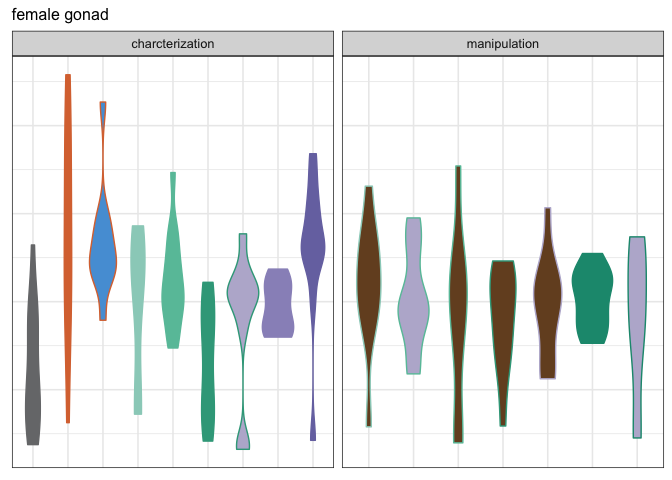 female gonad
charcterization
manipulation